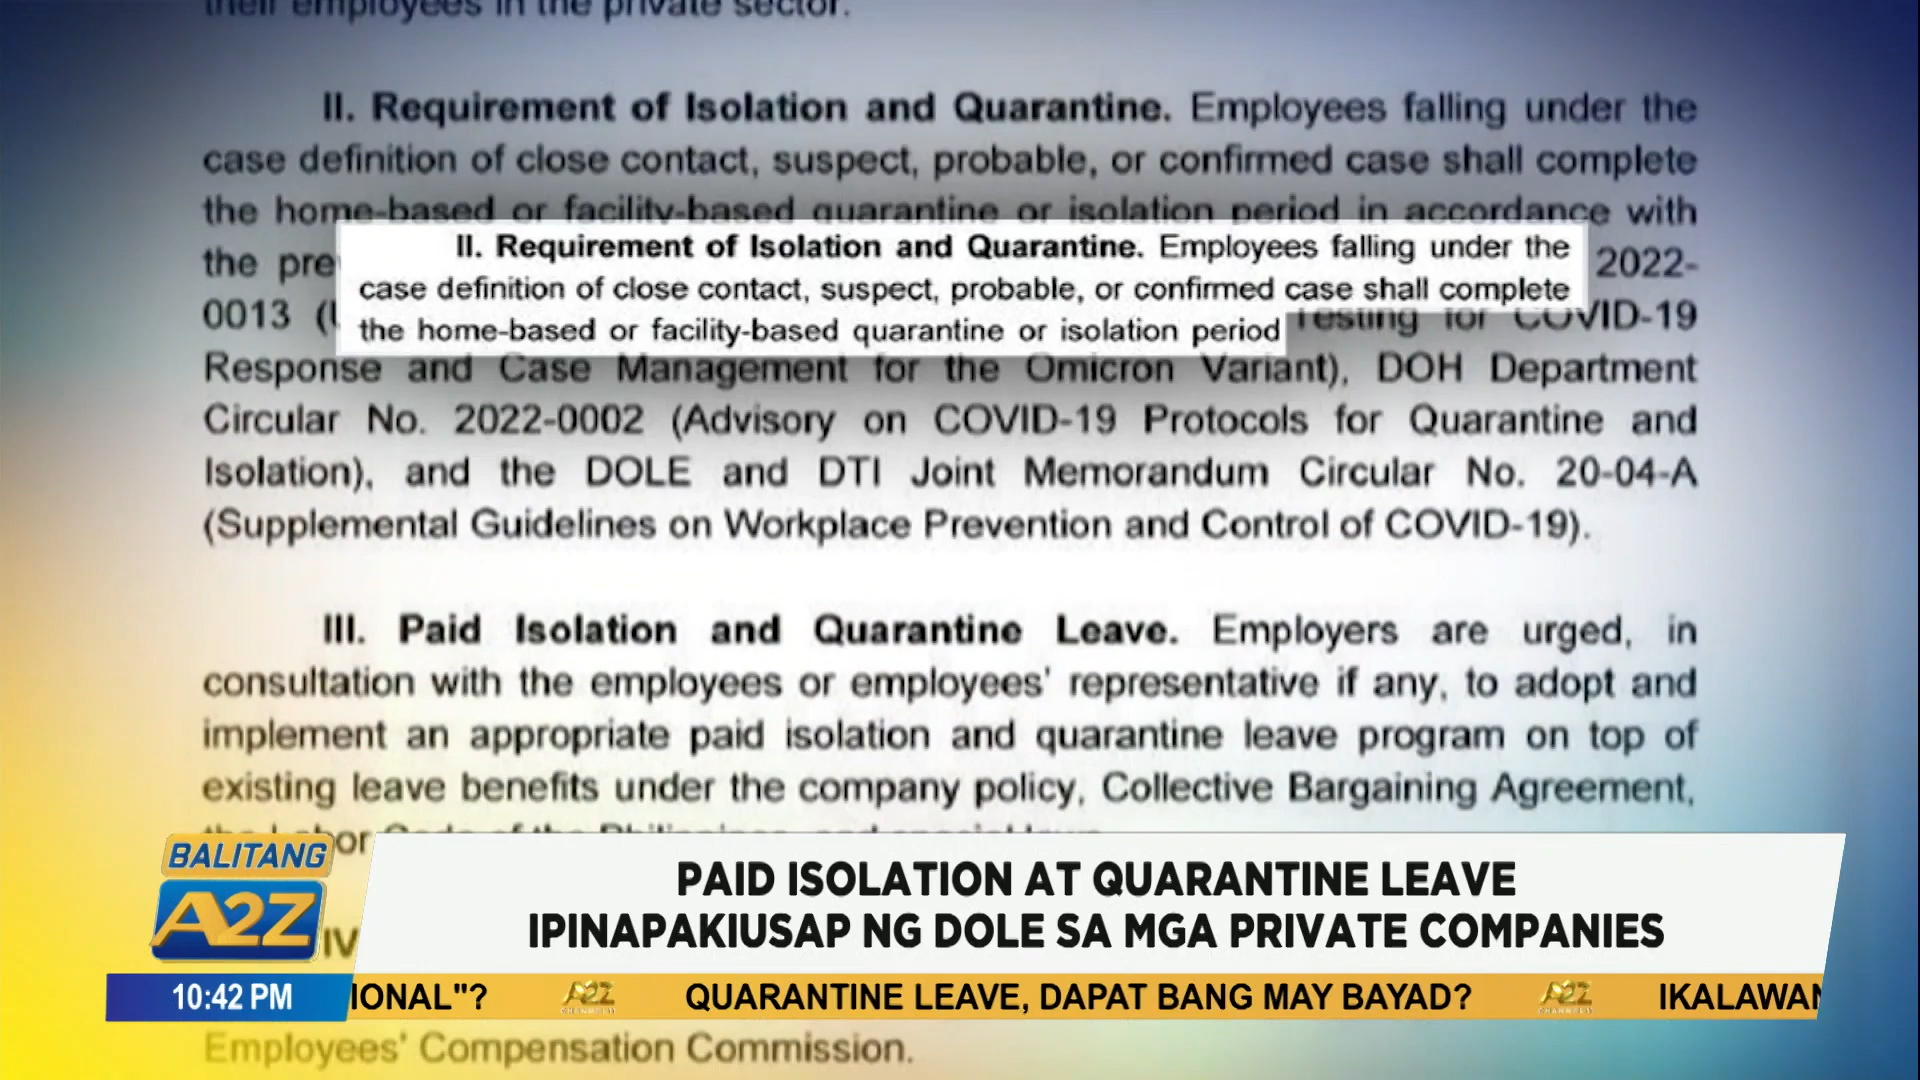 their employees in the private sector.
II. Requirement of Isolation and Quarantine. Employees falling under the
case definition of close contact, suspect, probable, or confirmed case shall complete
the home-based or facility-based quarantine or isolation period in accordance with
the pre
2022-
0013
Testing for COVID-19
II. Requirement of Isolation and Quarantine. Employees falling under the
case definition of close contact, suspect, probable, or confirmed case shall complete
the home-based or facility-based quarantine or isolation period
Response and Case Management for the Omicron Variant), DOH Department
Circular No. 2022-0002 (Advisory on COVID-19 Protocols for Quarantine and
Isolation), and the DOLE and DTI Joint Memorandum Circular No. 20-04-A
(Supplemental Guidelines on Workplace Prevention and Control of COVID-19).
III. Paid Isolation and Quarantine Leave. Employers are urged, in
consultation with the employees or employees' representative if any, to adopt and
implement an appropriate paid isolation and quarantine leave program on top of
existing leave benefits under the company policy, Collective Bargaining Agreement,
IV
BALITANG
A2Z
PAID ISOLATION AT QUARANTINE LEAVE
IPINAPAKIUSAP NG DOLE SA MGA PRIVATE COMPANIES
10:42 PM
IONAL"? A2Z QUARANTINE LEAVE, DAPAT BANG MAY BAYAD? A2Z IKALAWAN
Employees' Compensation Commission.